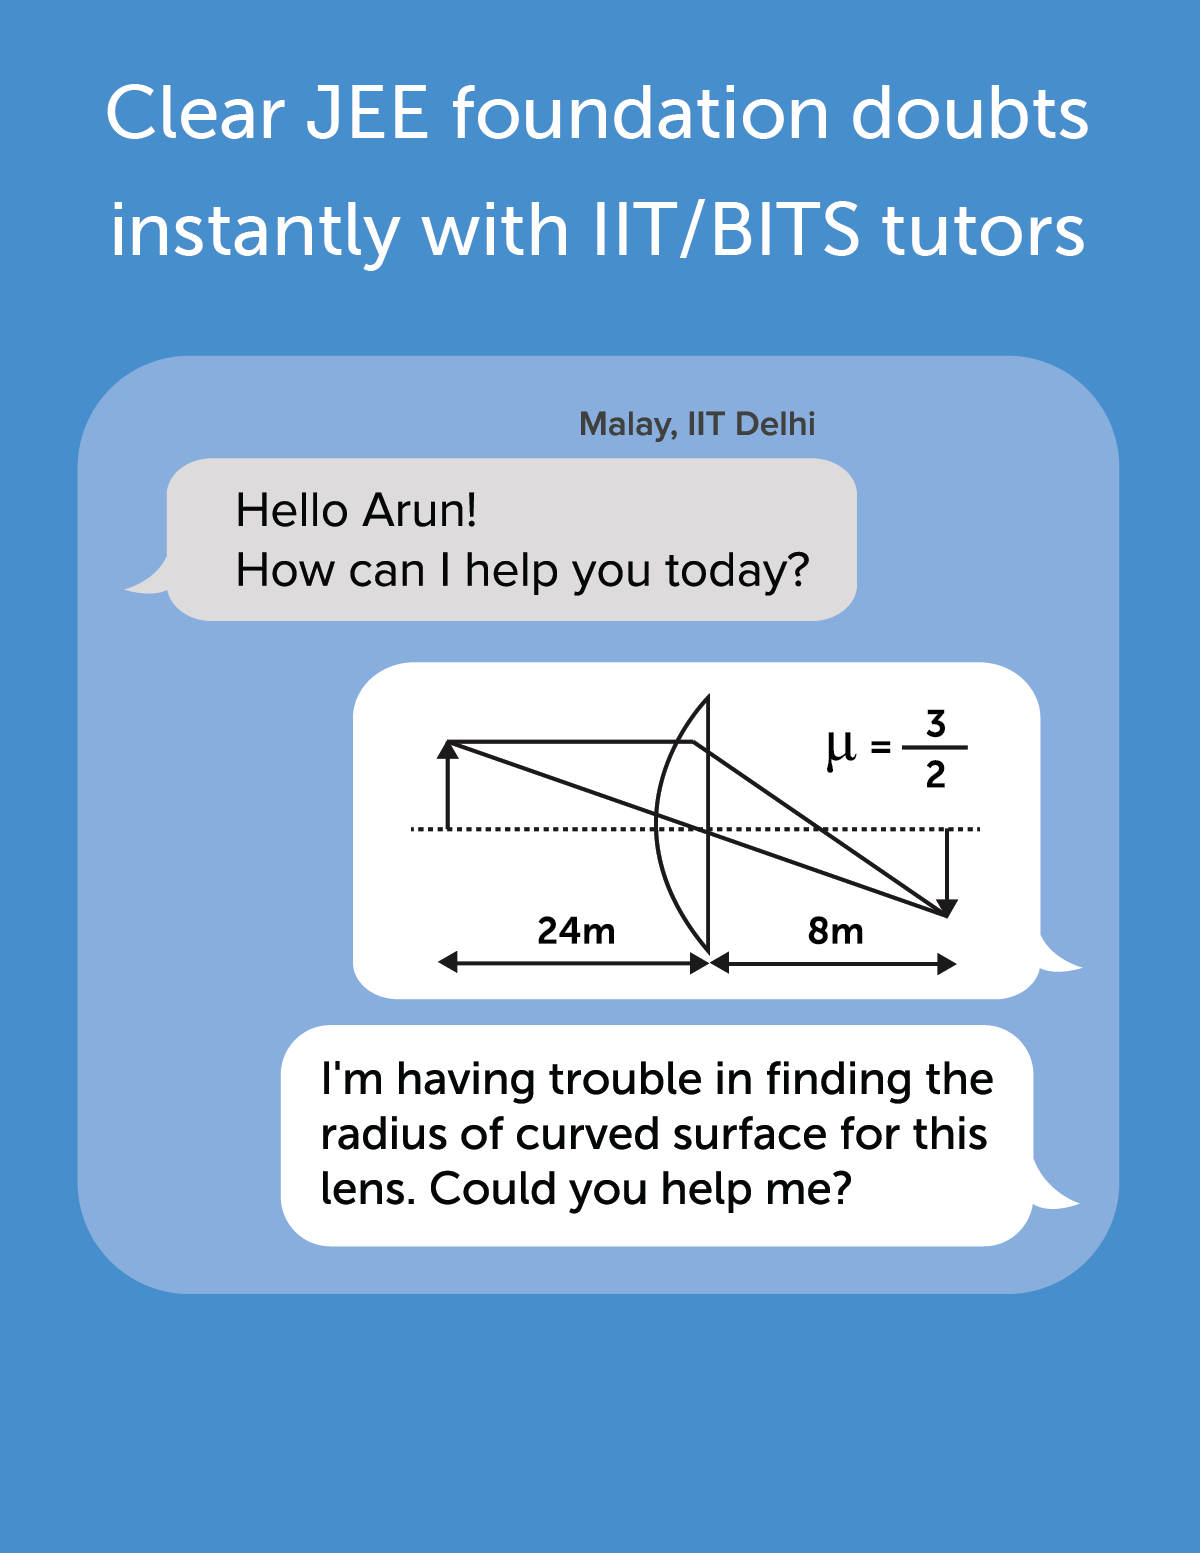 Clear JEE foundation doubts
instantly with IIT/BITS tutors
Malay, IIT Delhi
Hello Arun!
How can I help you today?
μ = 3/2
24m
8m
I'm having trouble in finding the
radius of curved surface for this
lens. Could you help me?